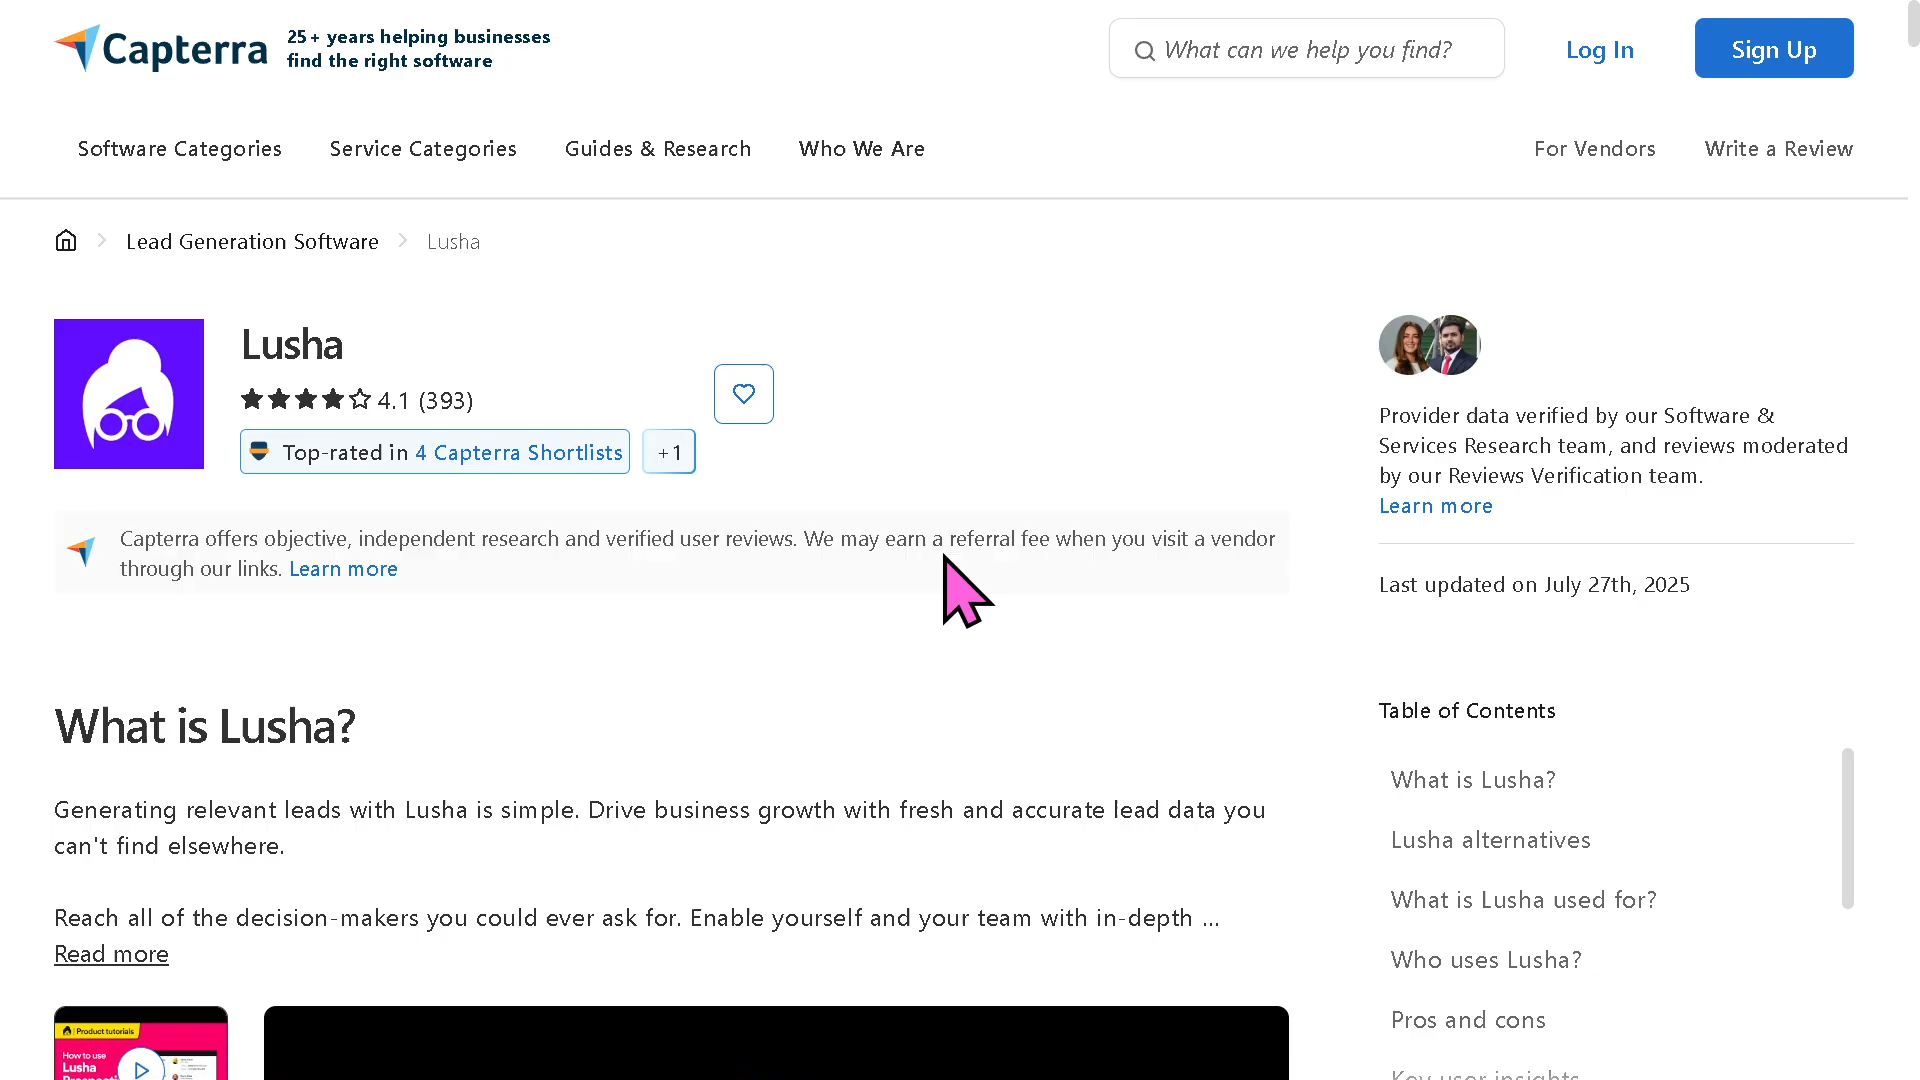 Capterra
25+ years helping businesses
find the right software
What can we help you find?
Log In
Sign Up
Software Categories
Service Categories
Guides & Research
Who We Are
For Vendors
Write a Review
Lead Generation Software
Lusha
Lusha
4.1 (393)
Top-rated in 4 Capterra Shortlists
+1
Capterra offers objective, independent research and verified user reviews. We may earn a referral fee when you visit a vendor
through our links. Learn more
Provider data verified by our Software &
Services Research team, and reviews moderated
by our Reviews Verification team.
Learn more
Last updated on July 27th, 2025
What is Lusha?
Generating relevant leads with Lusha is simple. Drive business growth with fresh and accurate lead data you
can't find elsewhere.
Reach all of the decision-makers you could ever ask for. Enable yourself and your team with in-depth ...
Read more
Product tutorials
How to use
Lusha
Table of Contents
What is Lusha?
Lusha alternatives
What is Lusha used for?
Who uses Lusha?
Pros and cons
Key user insights